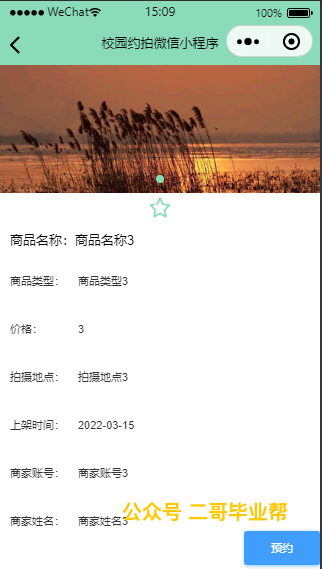 WeChat 15:09 100%
校园约拍微信小程序
商品名称：商品名称3
商品类型： 商品类型3
价格： 3
拍摄地点： 拍摄地点3
上架时间： 2022-03-15
商家账号： 商家账号3
公众号 二哥毕业帮
商家姓名： 商家姓名3
预约